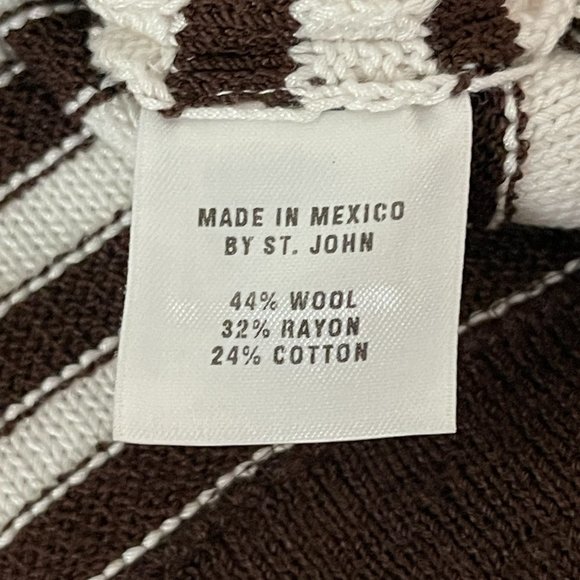 MADE IN MEXICO
BY ST. JOHN
44% WOOL
32% RAYON
24% COTTON